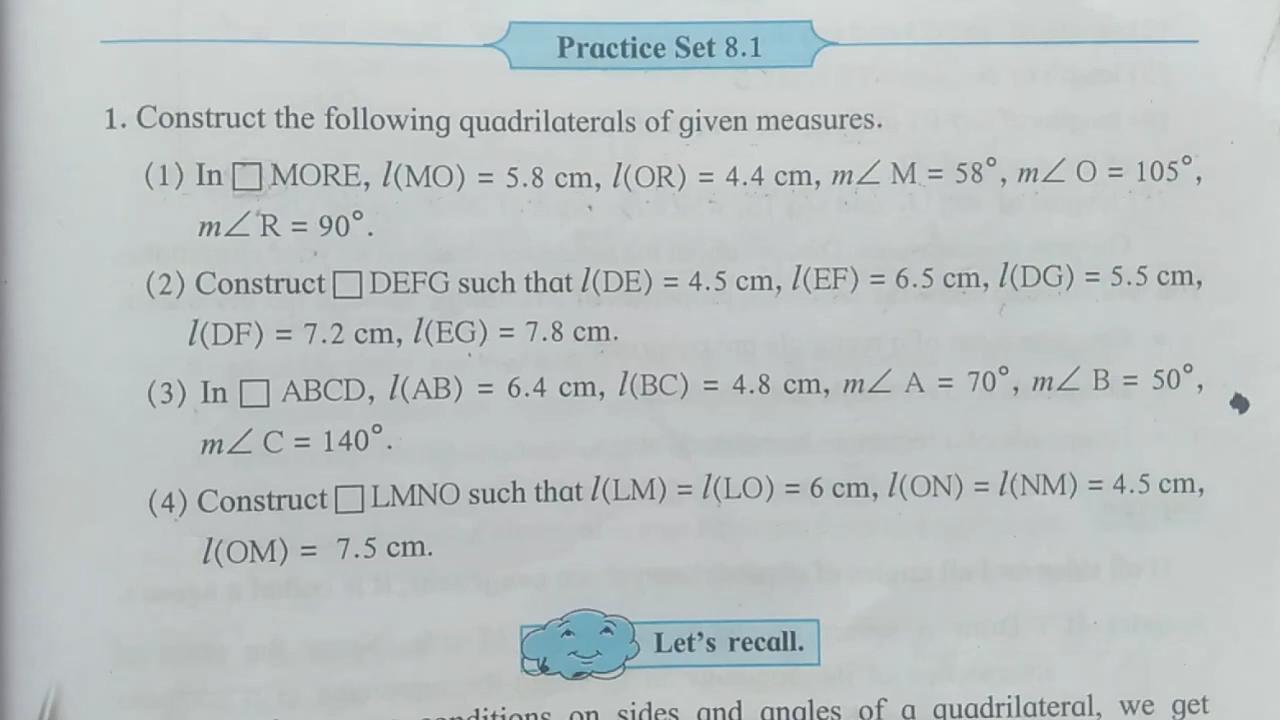 Practice Set 8.1
1. Construct the following quadrilaterals of given measures.
(1) In □ MORE, l(MO) = 5.8 cm, l(OR) = 4.4 cm, m∠ M = 58°, m∠ O = 105°,
m∠ R = 90°.
(2) Construct □ DEFG such that l(DE) = 4.5 cm, l(EF) = 6.5 cm, l(DG) = 5.5 cm,
l(DF) = 7.2 cm, l(EG) = 7.8 cm.
(3) In □ ABCD, l(AB) = 6.4 cm, l(BC) = 4.8 cm, m∠ A = 70°, m∠ B = 50°,
m∠ C = 140°.
(4) Construct □ LMNO such that l(LM) = l(LO) = 6 cm, l(ON) = l(NM) = 4.5 cm,
l(OM) = 7.5 cm.
Let's recall.
on sides and angles of a quadrilateral, we get